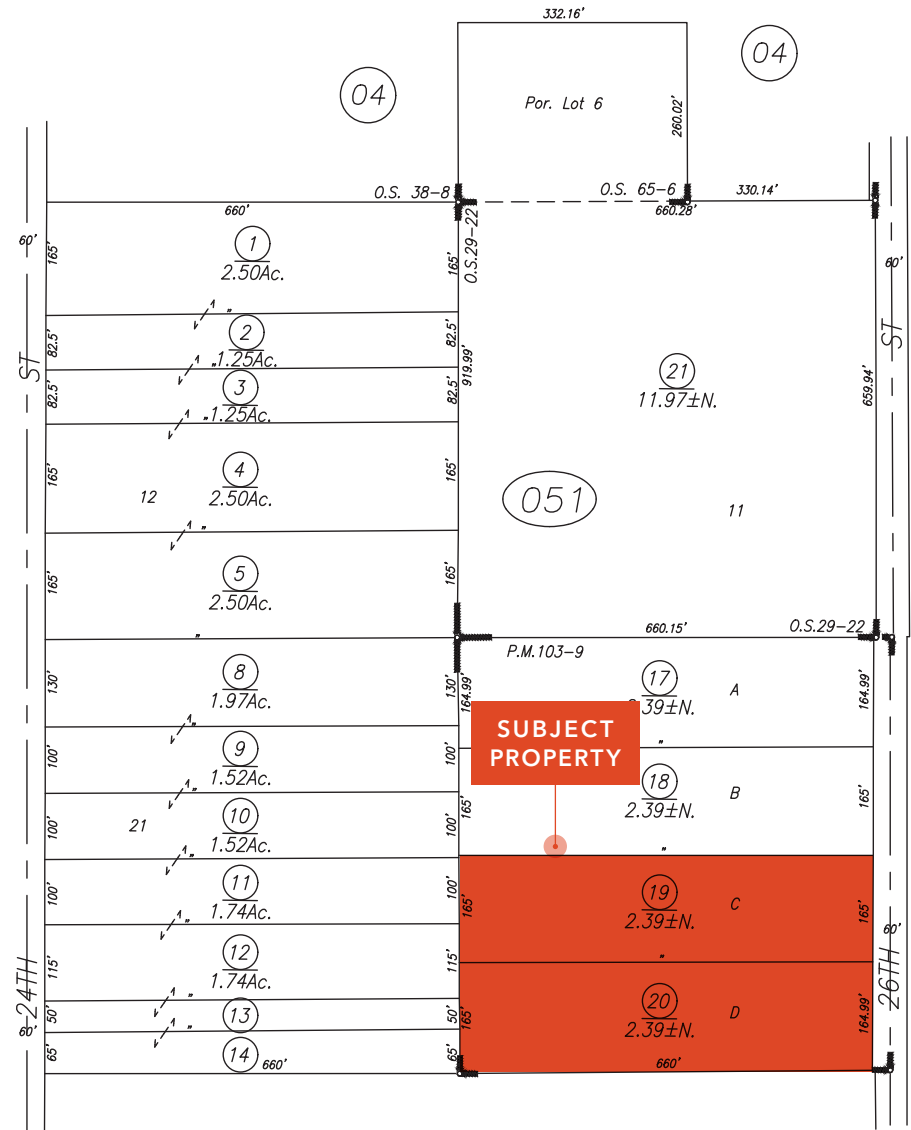 332.16'
04
04
Por. Lot 6
260.02'
O.S. 38-8
O.S. 65-6
330.14'
660'
660.28'
60'
165'
1
2.50Ac.
165'
O.S.29-22
60'
ST
82.5'
2
1.25Ac.
82.5'
919.99'
ST
82.5'
3
1.25Ac.
82.5'
21
11.97±N.
659.94'
165'
12
4
2.50Ac.
165'
051
11
165'
5
2.50Ac.
165'
660.15'
O.S.29-22
P.M.103-9
130'
8
1.97Ac.
130'
164.99'
17
.39±N.
A
164.99'
SUBJECT
PROPERTY
100'
9
1.52Ac.
100'
18
2.39±N.
B
165'
165'
100'
21
10
1.52Ac.
100'
100'
11
1.74Ac.
100'
165'
19
2.39±N.
C
165'
60'
24TH
115'
12
1.74Ac.
115'
26TH
50'
13
50'
165'
20
2.39±N.
D
164.99'
60'
65'
14
660'
65'
660'